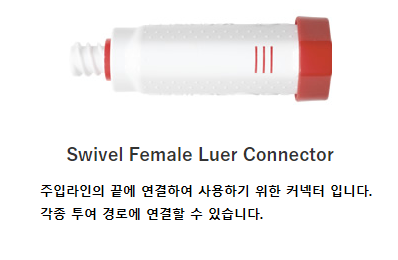 Swivel Female Luer Connector
주입라인의 끝에 연결하여 사용하기 위한 커넥터 입니다.
각종 투여 경로에 연결할 수 있습니다.